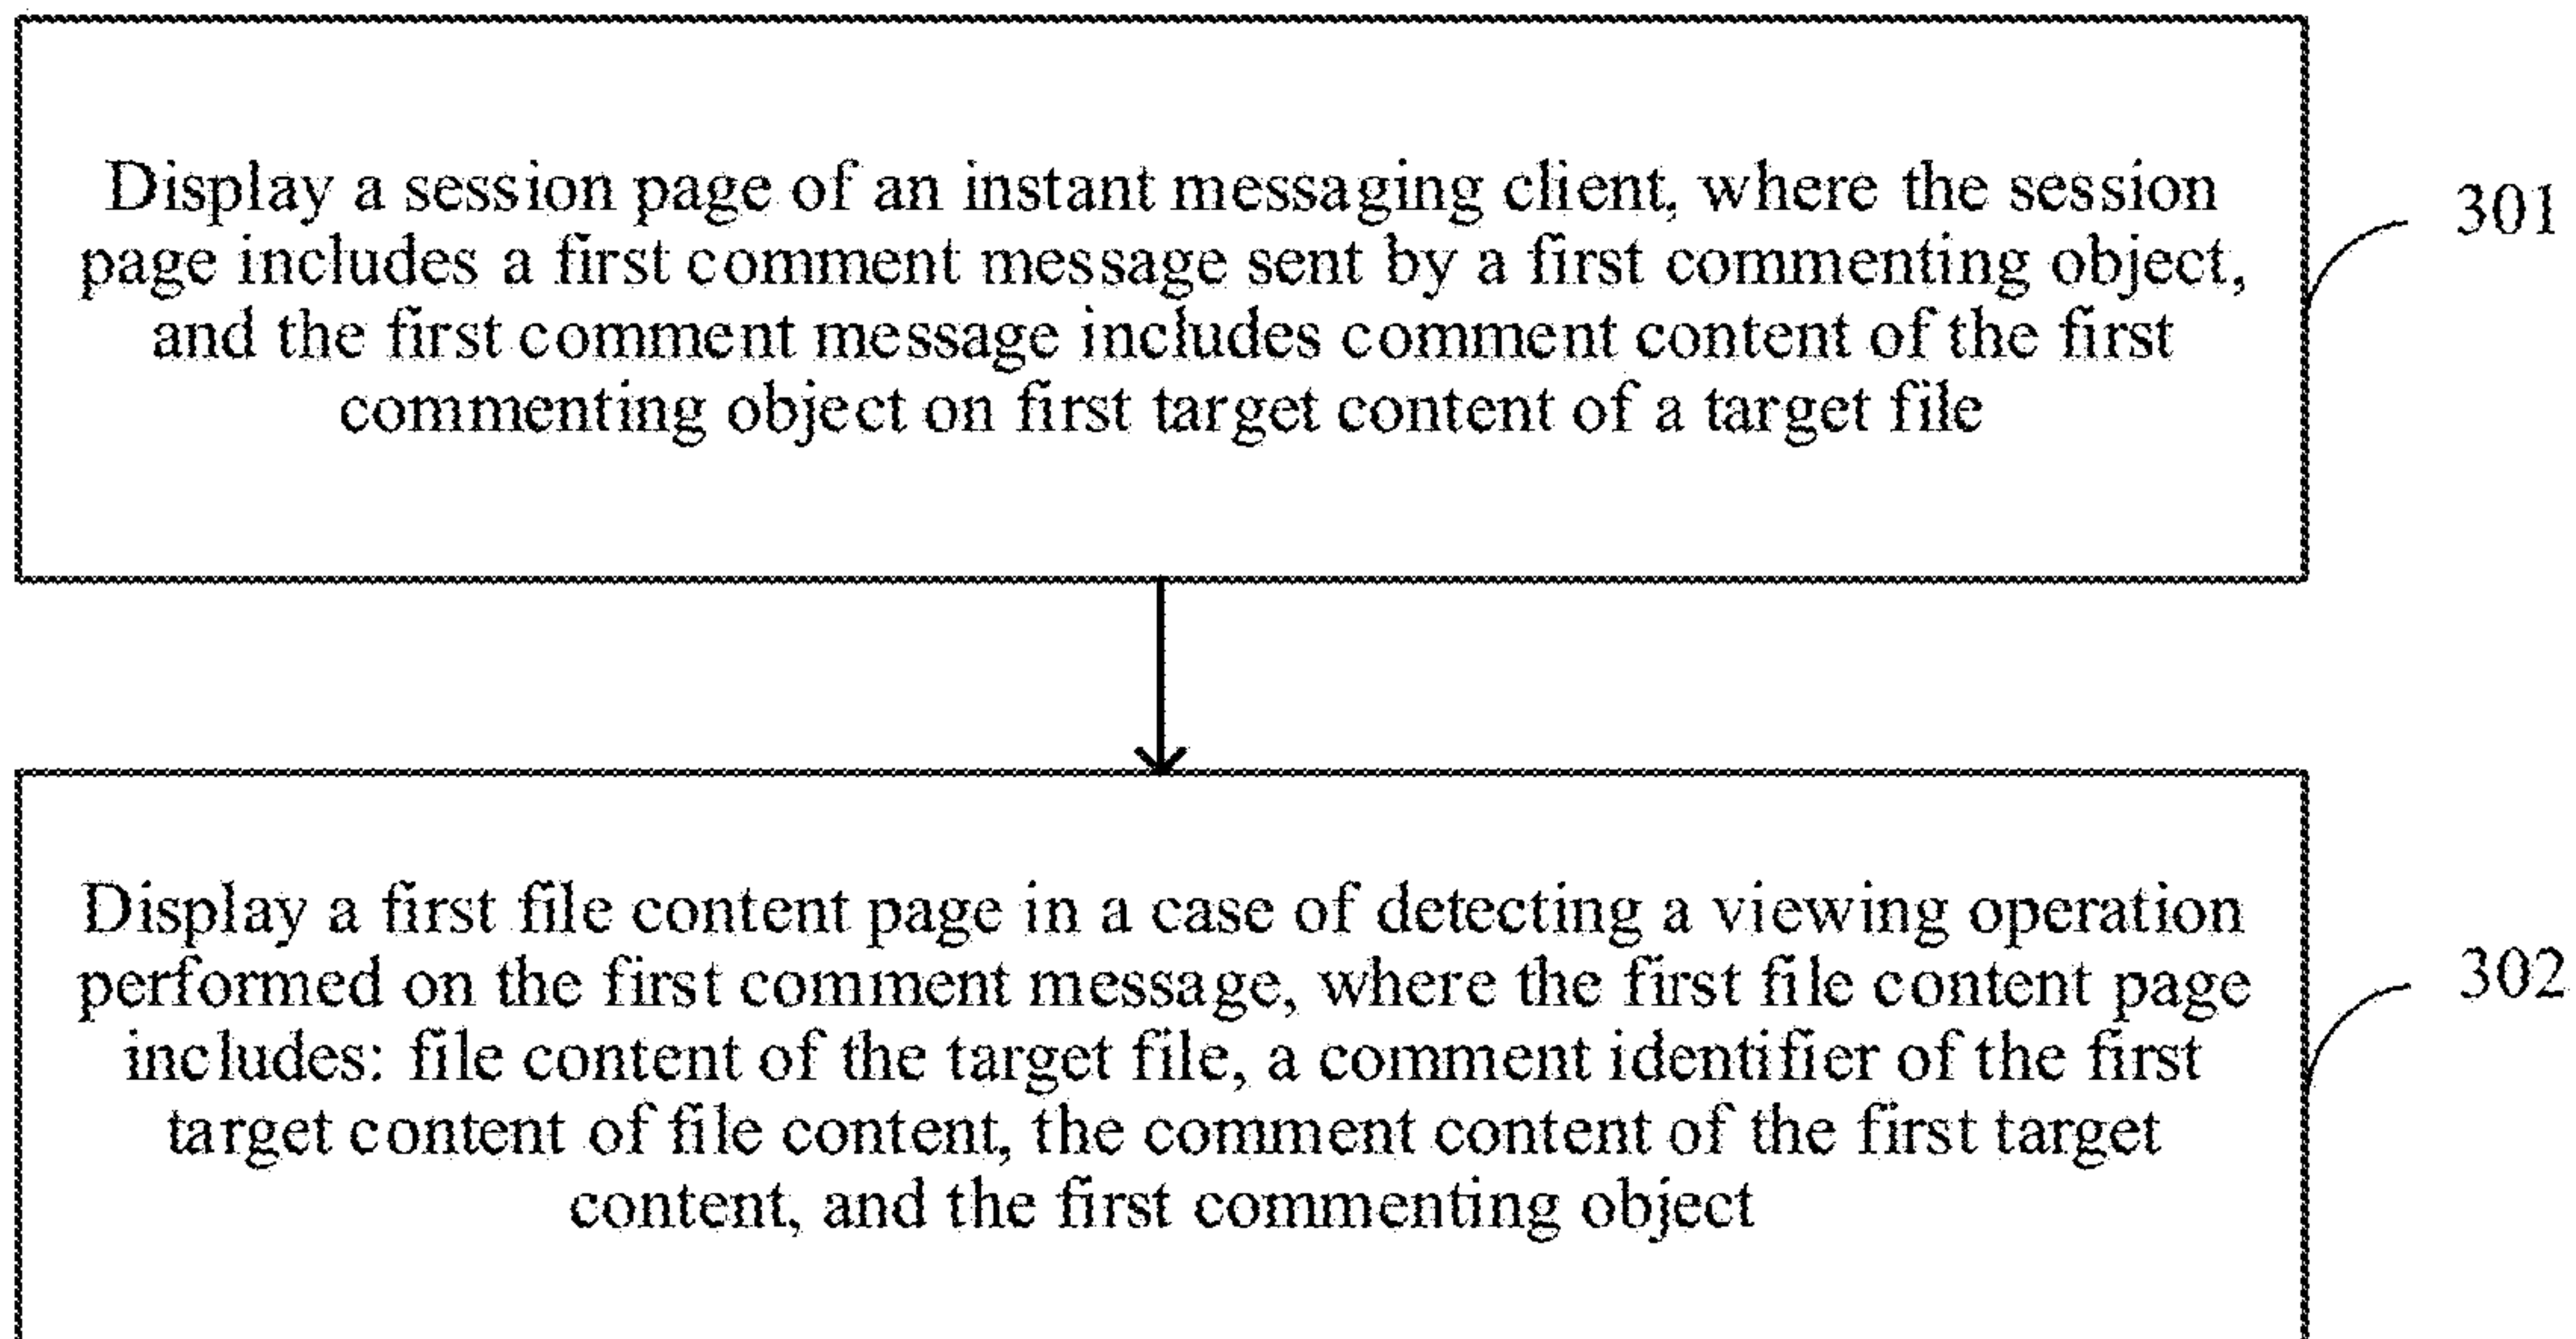 Display a session page of an instant messaging client, where the session
page includes a first comment message sent by a first commenting object,
and the first comment message includes comment content of the first
commenting object on first target content of a target file
301
Display a first file content page in a case of detecting a viewing operation
performed on the first comment message, where the first file content page
includes: file content of the target file, a comment identifier of the first
target content of file content, the comment content of the first target
content, and the first commenting object
302